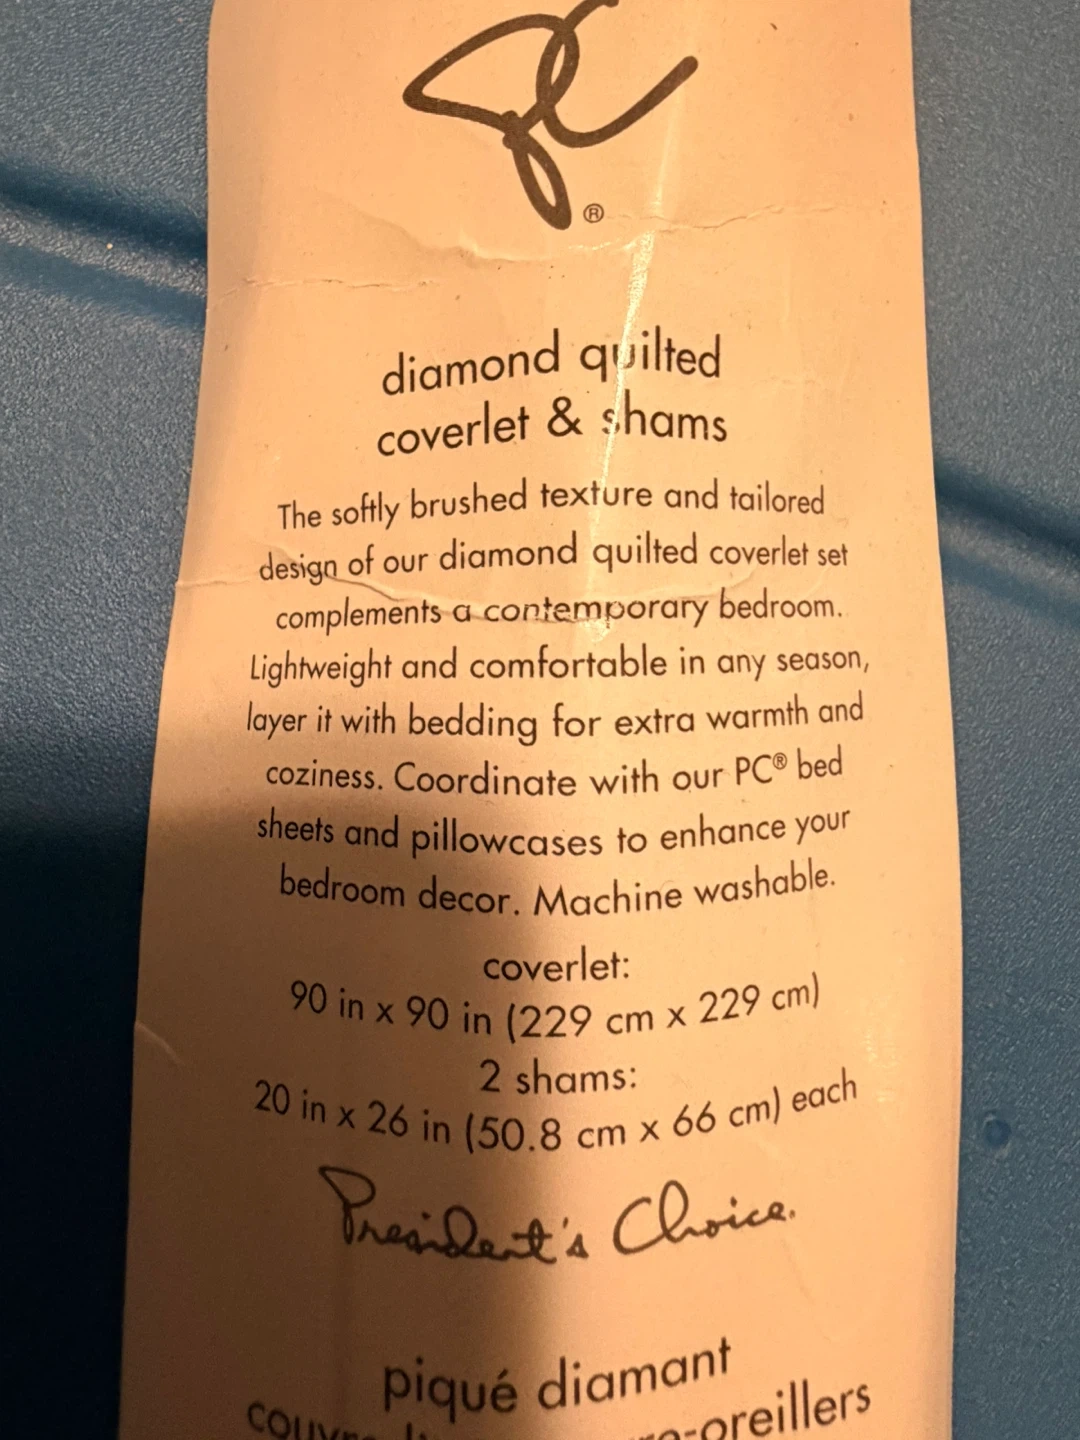 PC®
diamond quilted
coverlet & shams
The softly brushed texture and tailored
design of our diamond quilted coverlet set
complements a contemporary bedroom.
Lightweight and comfortable in any season,
layer it with bedding for extra warmth and
coziness. Coordinate with our PC® bed
sheets and pillowcases to enhance your
bedroom decor. Machine washable.
coverlet:
90 in x 90 in (229 cm x 229 cm)
2 shams:
20 in x 26 in (50.8 cm x 66 cm) each
President's Choice.
piqué diamant